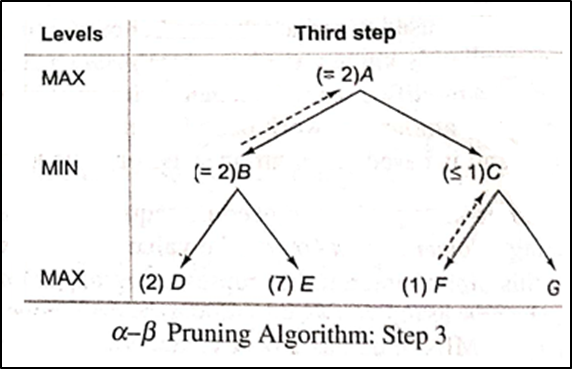 Levels Third step
MAX (= 2)A
MIN (= 2)B (≤ 1)C
MAX (2) D (7) E (1) F G
α–β Pruning Algorithm: Step 3